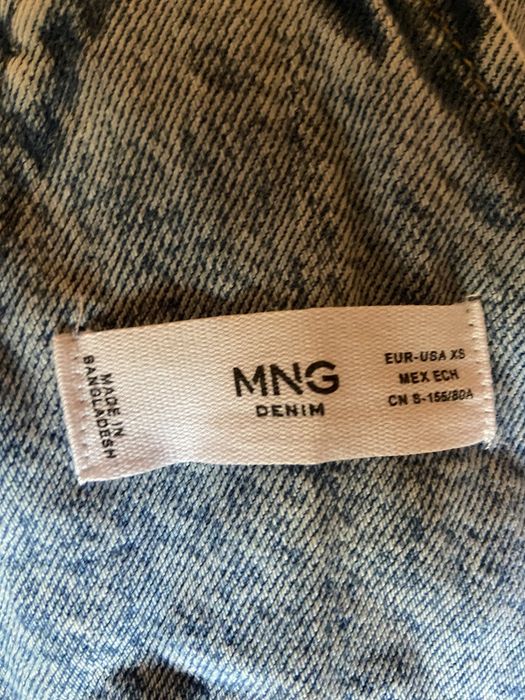 MADE IN
BANGLADESH
MNG
DENIM
EUR-USA XS
MEX ECH
CN S-155/80A